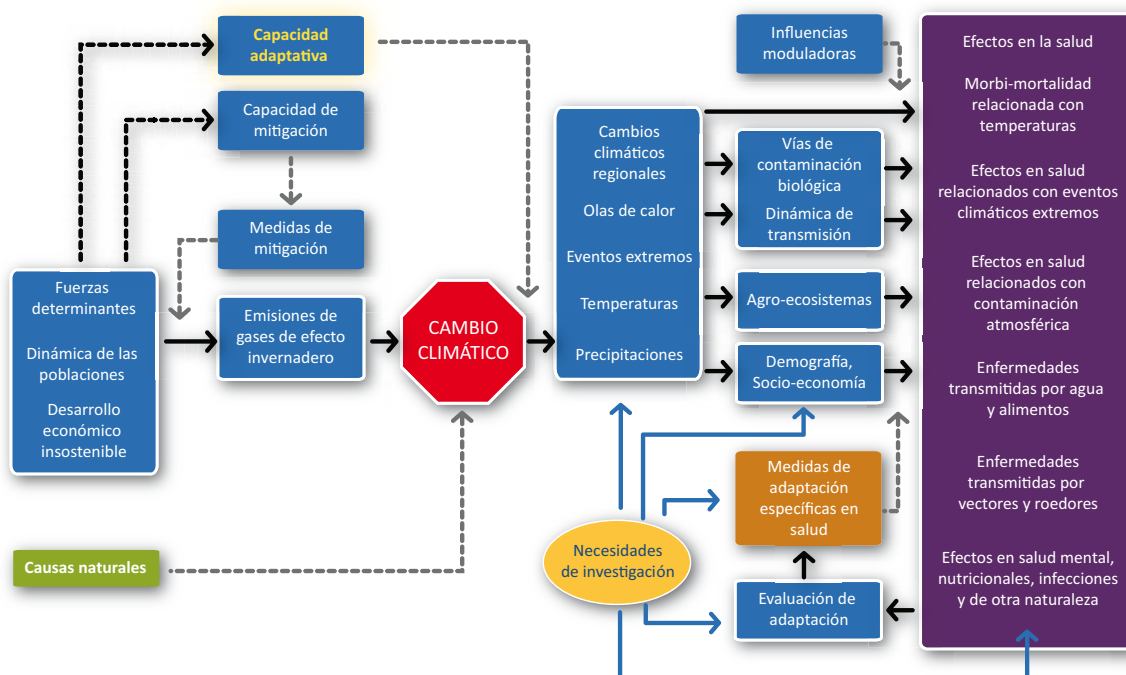 Capacidad
adaptativa
Capacidad de
mitigación
Medidas de
mitigación
Fuerzas
determinantes
Dinámica de las
poblaciones
Desarrollo
económico
insostenible
Emisiones de
gases de efecto
invernadero
CAMBIO
CLIMÁTICO
Causas naturales
Cambios
climáticos
regionales
Olas de calor
Eventos extremos
Temperaturas
Precipitaciones
Influencias
moduladoras
Vías de
contaminación
biológica
Dinámica de
transmisión
Agro-ecosistemas
Demografía,
Socio-economía
Medidas de
adaptación
específicas en
salud
Necesidades
de investigación
Evaluación de
adaptación
Efectos en la salud
Morbi-mortalidad
relacionada con
temperaturas
Efectos en salud
relacionados con eventos
climáticos extremos
Efectos en salud
relacionados con
contaminación
atmosférica
Enfermedades
transmitidas por agua
y alimentos
Enfermedades
transmitidas por
vectores y roedores
Efectos en salud mental,
nutricionales, infecciones
y de otra naturaleza